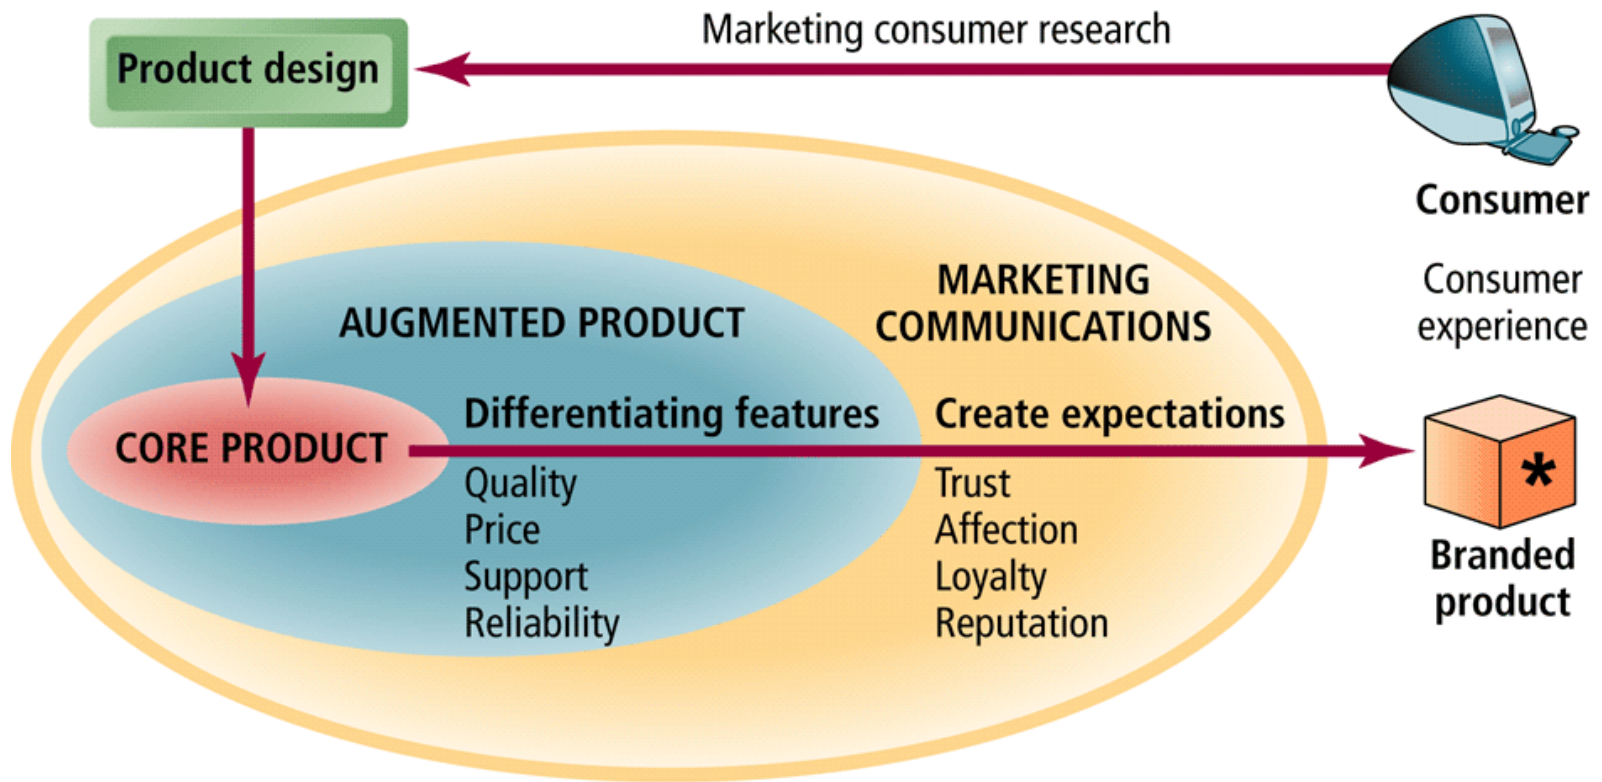 Marketing consumer research
Product design
Consumer
Consumer
experience
MARKETING
COMMUNICATIONS
AUGMENTED PRODUCT
Differentiating features
Create expectations
CORE PRODUCT
Quality
Price
Support
Reliability
Trust
Affection
Loyalty
Reputation
*
Branded
product